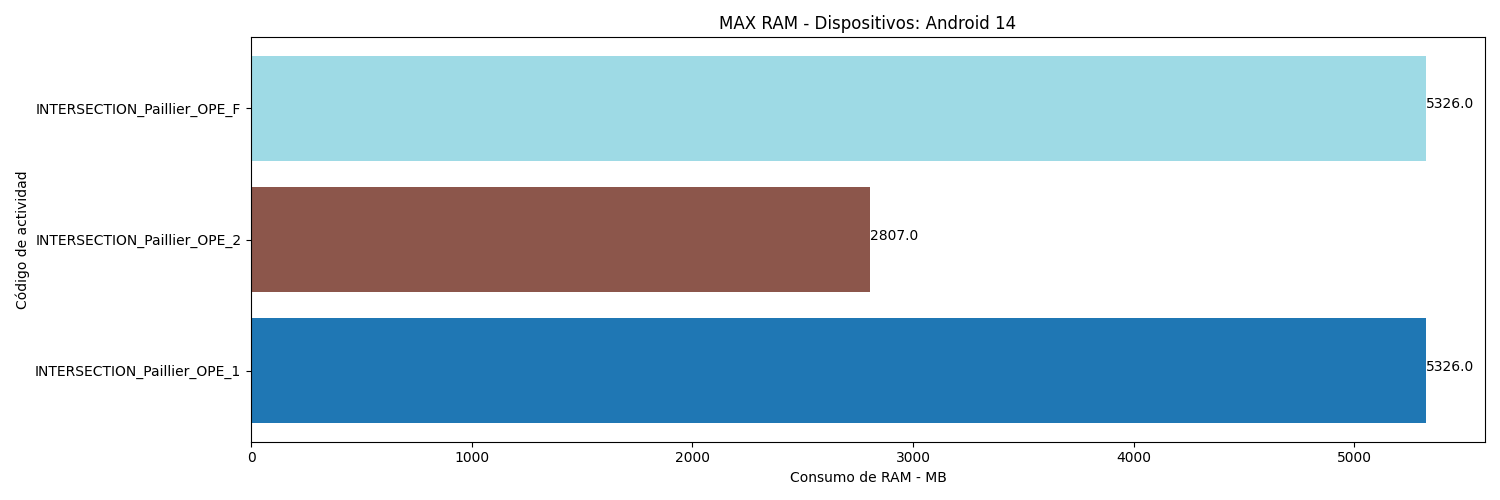 MAX RAM - Dispositivos: Android 14
Código de actividad
INTERSECTION_Paillier_OPE_F
5326.0
INTERSECTION_Paillier_OPE_2
2807.0
INTERSECTION_Paillier_OPE_1
5326.0
0 1000 2000 3000 4000 5000
Consumo de RAM - MB